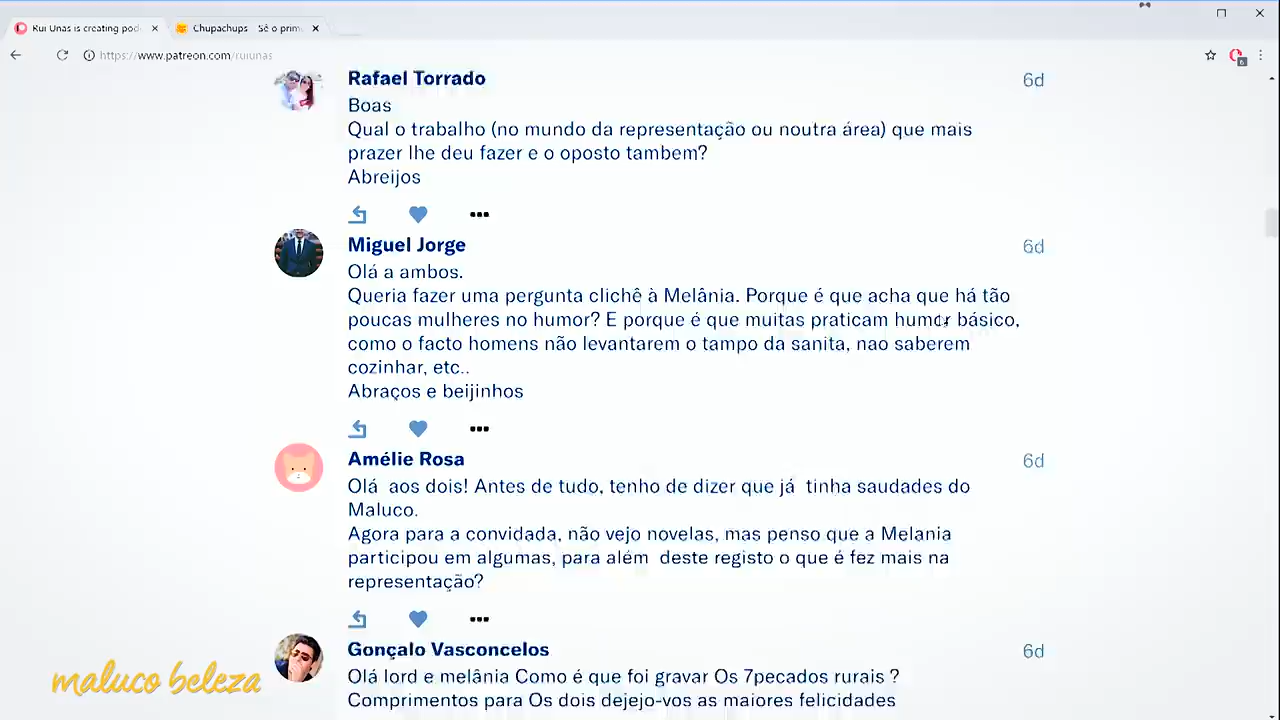 Rui Unas is creating pod
Chupachups Sê o prim
https://www.patreon.com/ruiunas
6
Rafael Torrado
6d
Boas
Qual o trabalho (no mundo da representação ou noutra área) que mais
prazer lhe deu fazer e o oposto tambem?
Abreijos
Miguel Jorge
6d
Olá a ambos.
Queria fazer uma pergunta clichê à Melânia. Porque é que acha que há tão
poucas mulheres no humor? E porque é que muitas praticam humor básico,
como o facto homens não levantarem o tampo da sanita, nao saberem
cozinhar, etc..
Abraços e beijinhos
Amélie Rosa
6d
Olá aos dois! Antes de tudo, tenho de dizer que já tinha saudades do
Maluco.
Agora para a convidada, não vejo novelas, mas penso que a Melania
participou em algumas, para além deste registo o que é fez mais na
representação?
Gonçalo Vasconcelos
6d
Olá lord e melânia Como é que foi gravar Os 7pecados rurais ?
Comprimentos para Os dois dejejo-vos as maiores felicidades
maluco beleza